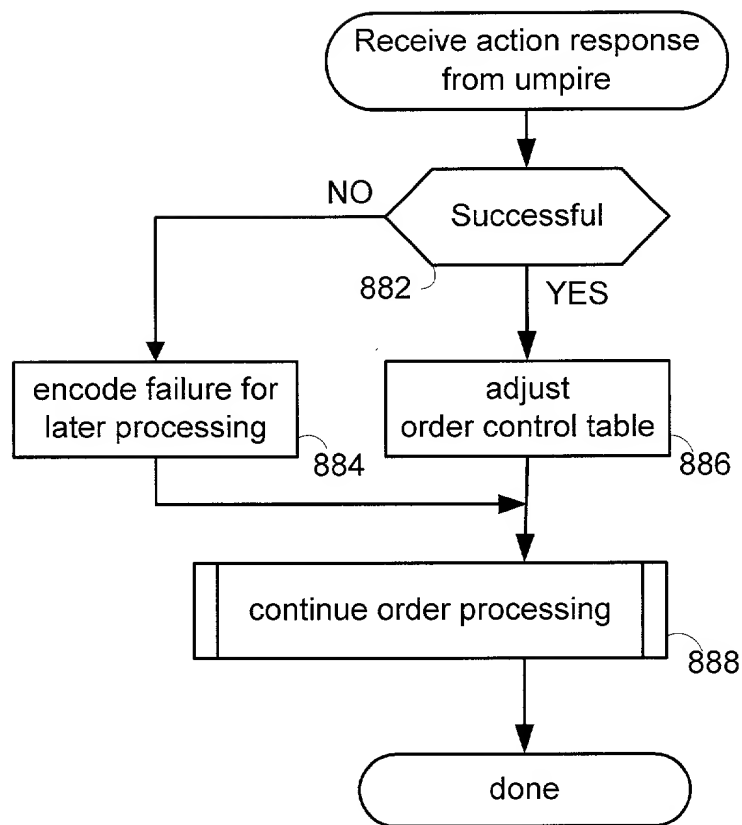 Receive action response
from umpire
NO
Successful
882
YES
encode failure for
later processing
884
adjust
order control table
886
continue order processing
888
done